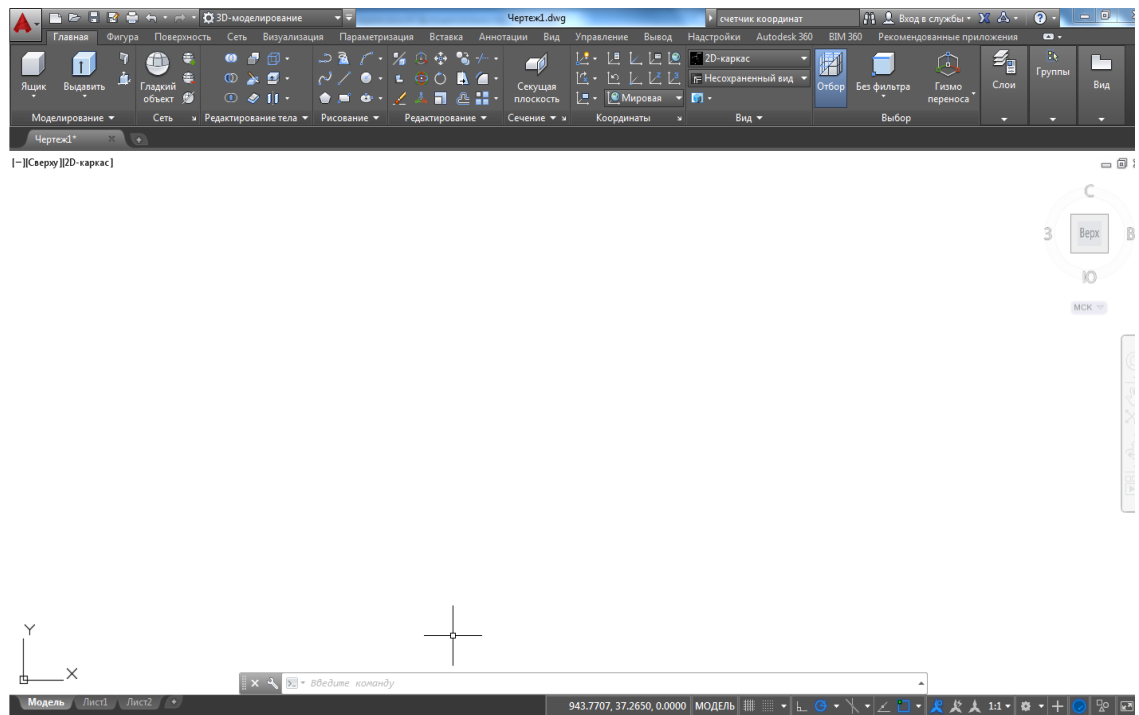 3D-моделирование Чертеж1.dwg счетчик координат Вход в службы
Главная Фигура Поверхность Сеть Визуализация Параметризация Вставка Аннотации Вид Управление Вывод Надстройки Autodesk 360 BIM 360 Рекомендованные приложения
Ящик Выдавить Гладкий объект Секущая плоскость Мировая 2D-каркас Несохраненный вид Отбор Без фильтра Гизмо переноса Слои Группы Вид
Моделирование Сеть Редактирование тела Рисование Редактирование Сечение Координаты Вид Выбор
Чертеж1*
[−][Сверху][2D-каркас]
С
З Верх В
Ю
МСК
Y
X
Введите команду
Модель Лист1 Лист2 943.7707, 37.2650, 0.0000 МОДЕЛЬ 1:1